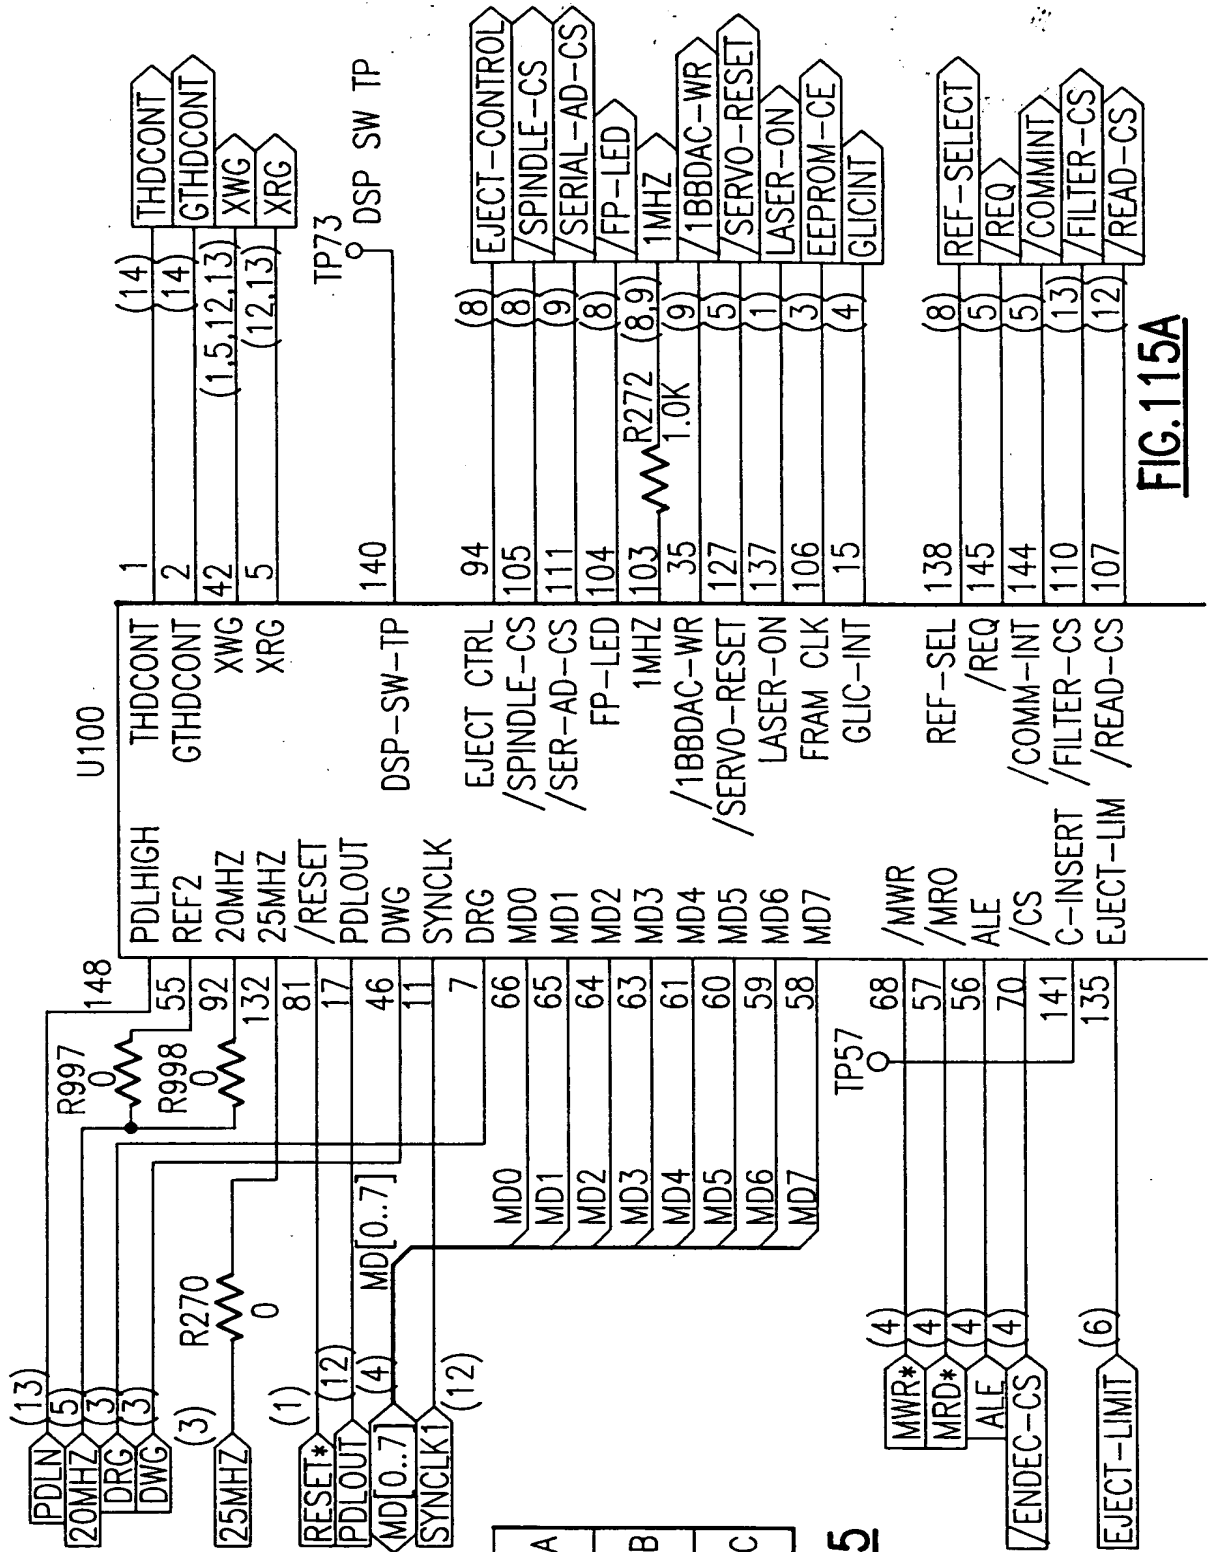 U100
PDLN (13) 148 PDLHIGH THDCONT 1 (14) THDCONT
20MHZ (5) R997 0 55 REF2 GTHDCONT 2 (14) GTHDCONT
DRG (3) R998 0 92 20MHZ XWG 42 (1,5,12,13) XWG
DWG (3) 132 25MHZ XRG 5 (12,13) XRG
25MHZ (3) R270 0
RESET* (1) 81 /RESET
PDLOUT (12) 17 PDLOUT
46 DWG DSP-SW-TP 140 TP73 DSP SW TP
MD[0..7] (4) MD[0..7]
SYNCLK1 (12) 11 SYNCLK
7 DRG EJECT CTRL 94 (8) EJECT-CONTROL
MD0 66 MD0 /SPINDLE-CS 105 (8) /SPINDLE-CS
MD1 65 MD1 /SER-AD-CS 111 (9) /SERIAL-AD-CS
MD2 64 MD2 FP-LED 104 (8) /FP-LED
MD3 63 MD3 1MHZ 103 R272 1.0K (8,9) 1MHZ
MD4 61 MD4 /1BBDAC-WR 35 (9) /1BBDAC-WR
MD5 60 MD5 /SERVO-RESET 127 (5) /SERVO-RESET
MD6 59 MD6 LASER-ON 137 (1) LASER-ON
MD7 58 MD7 FRAM CLK 106 (3) EEPROM-CE
GLIC-INT 15 (4) GLICINT
TP57
MWR* (4) 68 /MWR REF-SEL 138 (8) REF-SELECT
MRD* (4) 57 /MRO /REQ 145 (5) /REQ
ALE (4) 56 ALE /COMM-INT 144 (5) /COMMINT
/ENDEC-CS (4) 70 /CS /FILTER-CS 110 (13) /FILTER-CS
141 C-INSERT /READ-CS 107 (12) /READ-CS
EJECT-LIMIT (6) 135 EJECT-LIM
A
B
C
5
FIG.115A